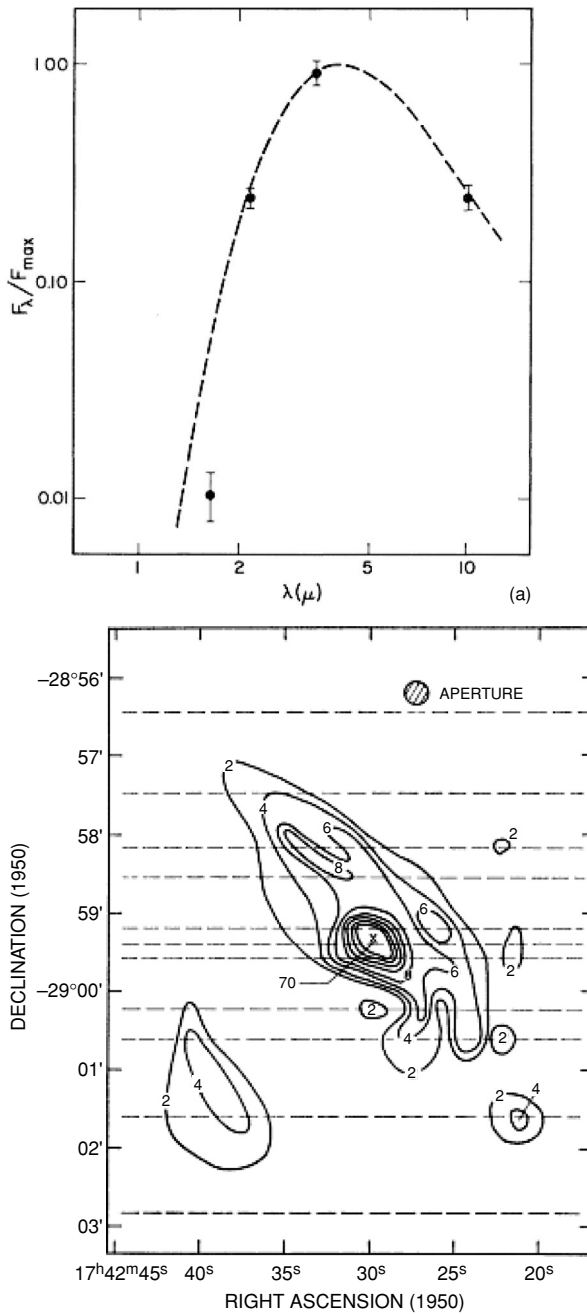 1 00
0.10
0.01
F_λ/F_max
1
2
5
10
λ(μ)
(a)
–28°56'
57'
58'
59'
–29°00'
01'
02'
03'
DECLINATION (1950)
APERTURE
2
4
6
8
6
2
2
70
6
2
4
2
2
2
4
2
4
17ʰ42ᵐ45ˢ
40ˢ
35ˢ
30ˢ
25ˢ
20ˢ
RIGHT ASCENSION (1950)